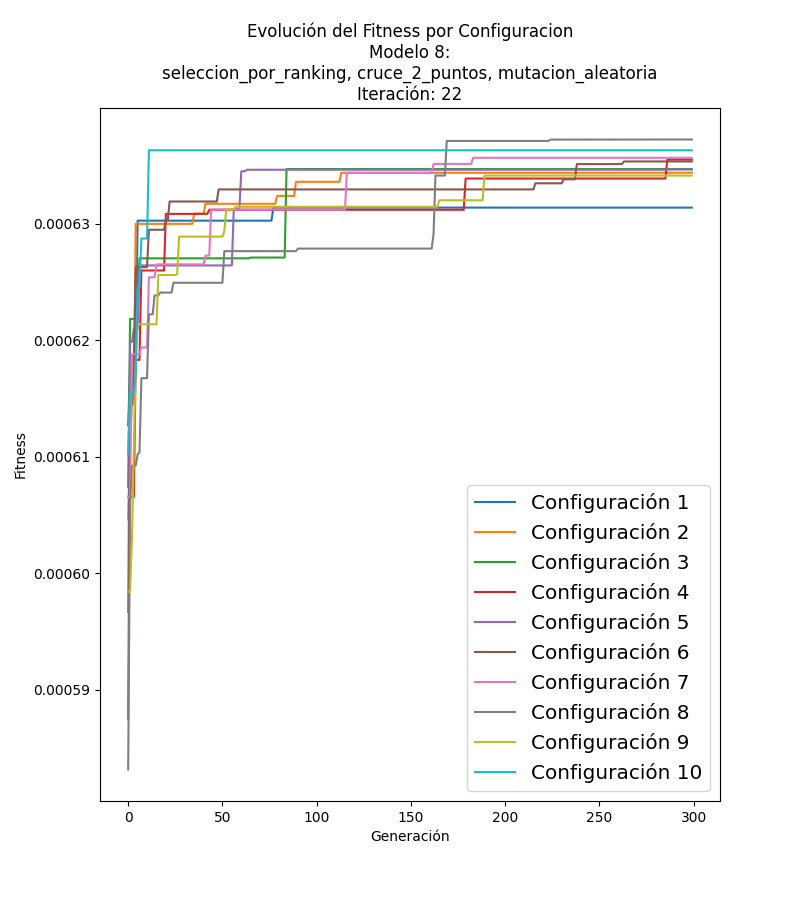 Evolución del Fitness por Configuracion
Modelo 8:
seleccion_por_ranking, cruce_2_puntos, mutacion_aleatoria
Iteración: 22
0.00063
0.00062
0.00061
0.00060
0.00059
Fitness
0 50 100 150 200 250 300
Generación
Configuración 1
Configuración 2
Configuración 3
Configuración 4
Configuración 5
Configuración 6
Configuración 7
Configuración 8
Configuración 9
Configuración 10